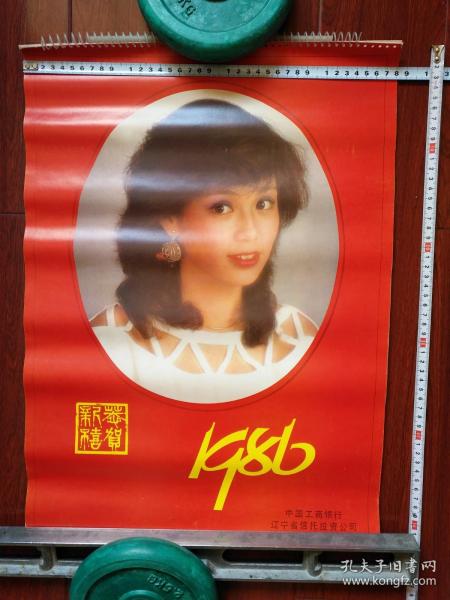 恭賀
新禧
1986
中国工商银行
辽宁省信托投资公司
孔夫子旧书网
www.kongfz.com